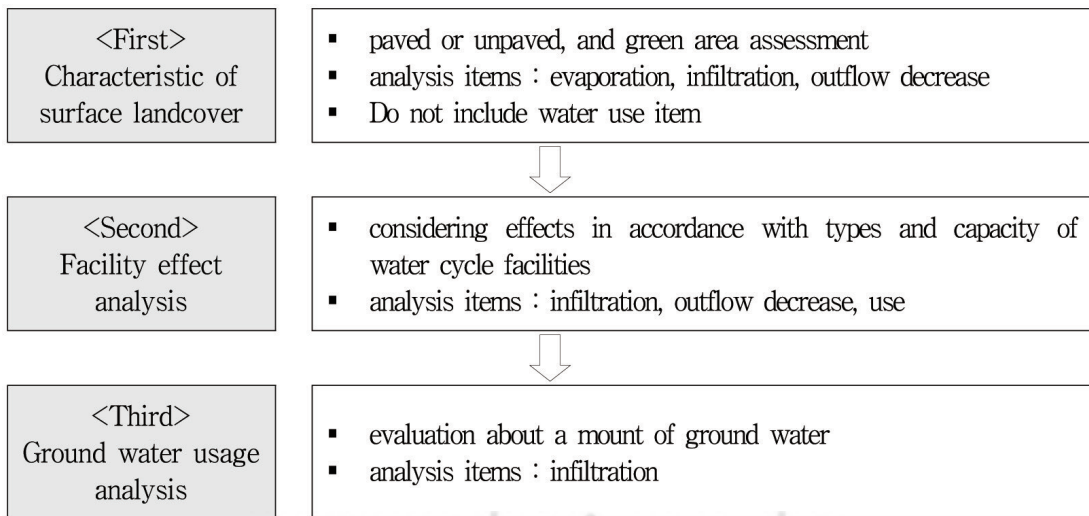 <First>
Characteristic of
surface landcover
▪ paved or unpaved, and green area assessment
▪ analysis items : evaporation, infiltration, outflow decrease
▪ Do not include water use item
<Second>
Facility effect
analysis
▪ considering effects in accordance with types and capacity of
water cycle facilities
▪ analysis items : infiltration, outflow decrease, use
<Third>
Ground water usage
analysis
▪ evaluation about a mount of ground water
▪ analysis items : infiltration